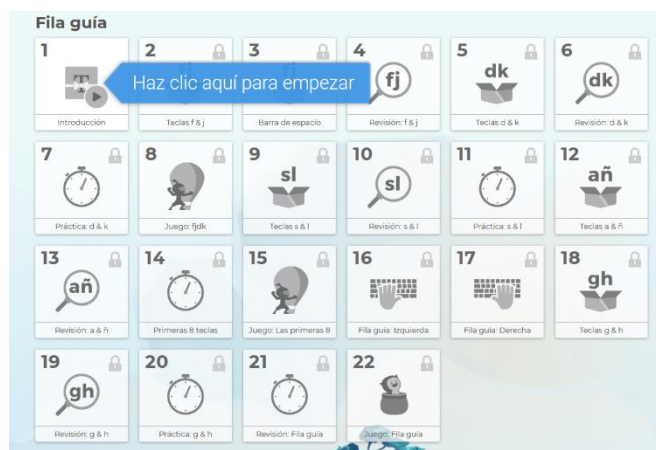 Fila guía
1
T
Haz clic aquí para empezar
Introducción
2
Teclas f & j
3
Barra de espacio
4
fj
Revisión: f & j
5
dk
Teclas d & k
6
dk
Revisión: d & k
7
Práctica: d & k
8
Juego: fjdk
9
sl
Teclas s & l
10
sl
Revisión: s & l
11
Práctica: s & l
12
añ
Teclas a & ñ
13
añ
Revisión: a & ñ
14
Primeras 8 teclas
15
Juego: Las primeras 8
16
Fila guía: Izquierda
17
Fila guía: Derecha
18
gh
Teclas g & h
19
gh
Revisión: g & h
20
Práctica: g & h
21
Revisión: Fila guía
22
Juego: Fila guía